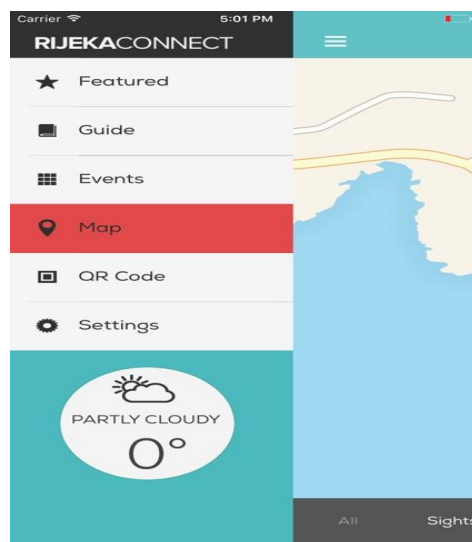 Carrier 5:01 PM
RIJEKACONNECT
Featured
Guide
Events
Map
QR Code
Settings
PARTLY CLOUDY
0°
All Sights